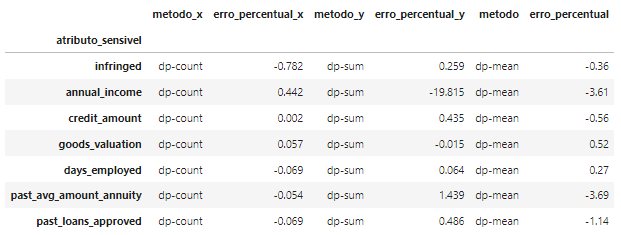 metodo_x erro_percentual_x metodo_y erro_percentual_y metodo erro_percentual
atributo_sensivel
infringed dp-count -0.782 dp-sum 0.259 dp-mean -0.36
annual_income dp-count 0.442 dp-sum -19.815 dp-mean -3.61
credit_amount dp-count 0.002 dp-sum 0.435 dp-mean -0.56
goods_valuation dp-count 0.057 dp-sum -0.015 dp-mean 0.52
days_employed dp-count -0.069 dp-sum 0.064 dp-mean 0.27
past_avg_amount_annuity dp-count -0.054 dp-sum 1.439 dp-mean -3.69
past_loans_approved dp-count -0.069 dp-sum 0.486 dp-mean -1.14